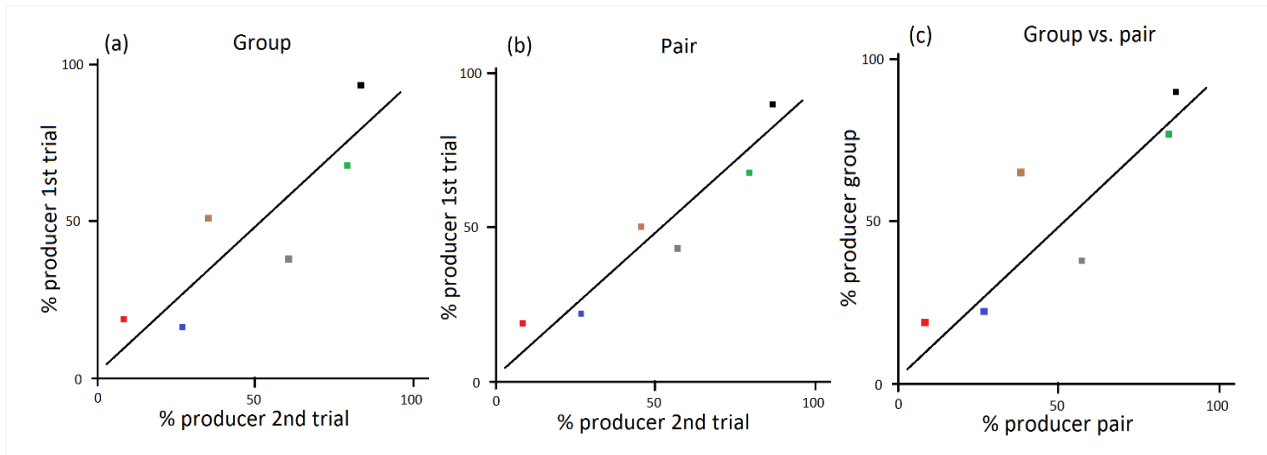 (a) Group
100
50
0
0 50 100
% producer 1st trial
% producer 2nd trial
(b) Pair
100
50
0
0 50 100
% producer 1st trial
% producer 2nd trial
(c) Group vs. pair
100
50
0
0 50 100
% producer group
% producer pair